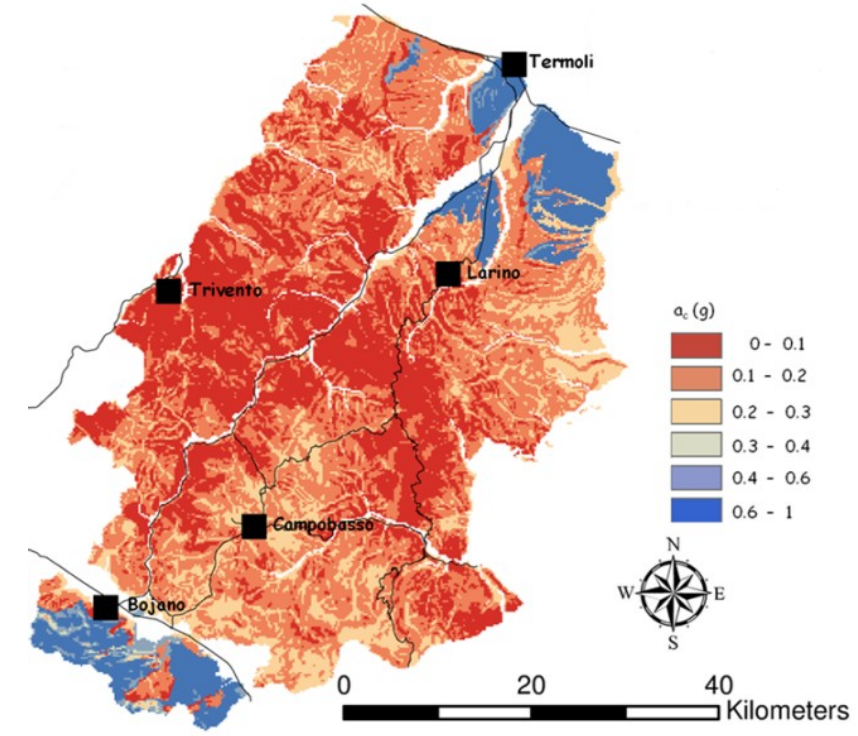 Termoli
Larino
Trivento
Campobasso
Bojano
a_c (g)
0 - 0.1
0.1 - 0.2
0.2 - 0.3
0.3 - 0.4
0.4 - 0.6
0.6 - 1
N
W E
S
0 20 40
Kilometers